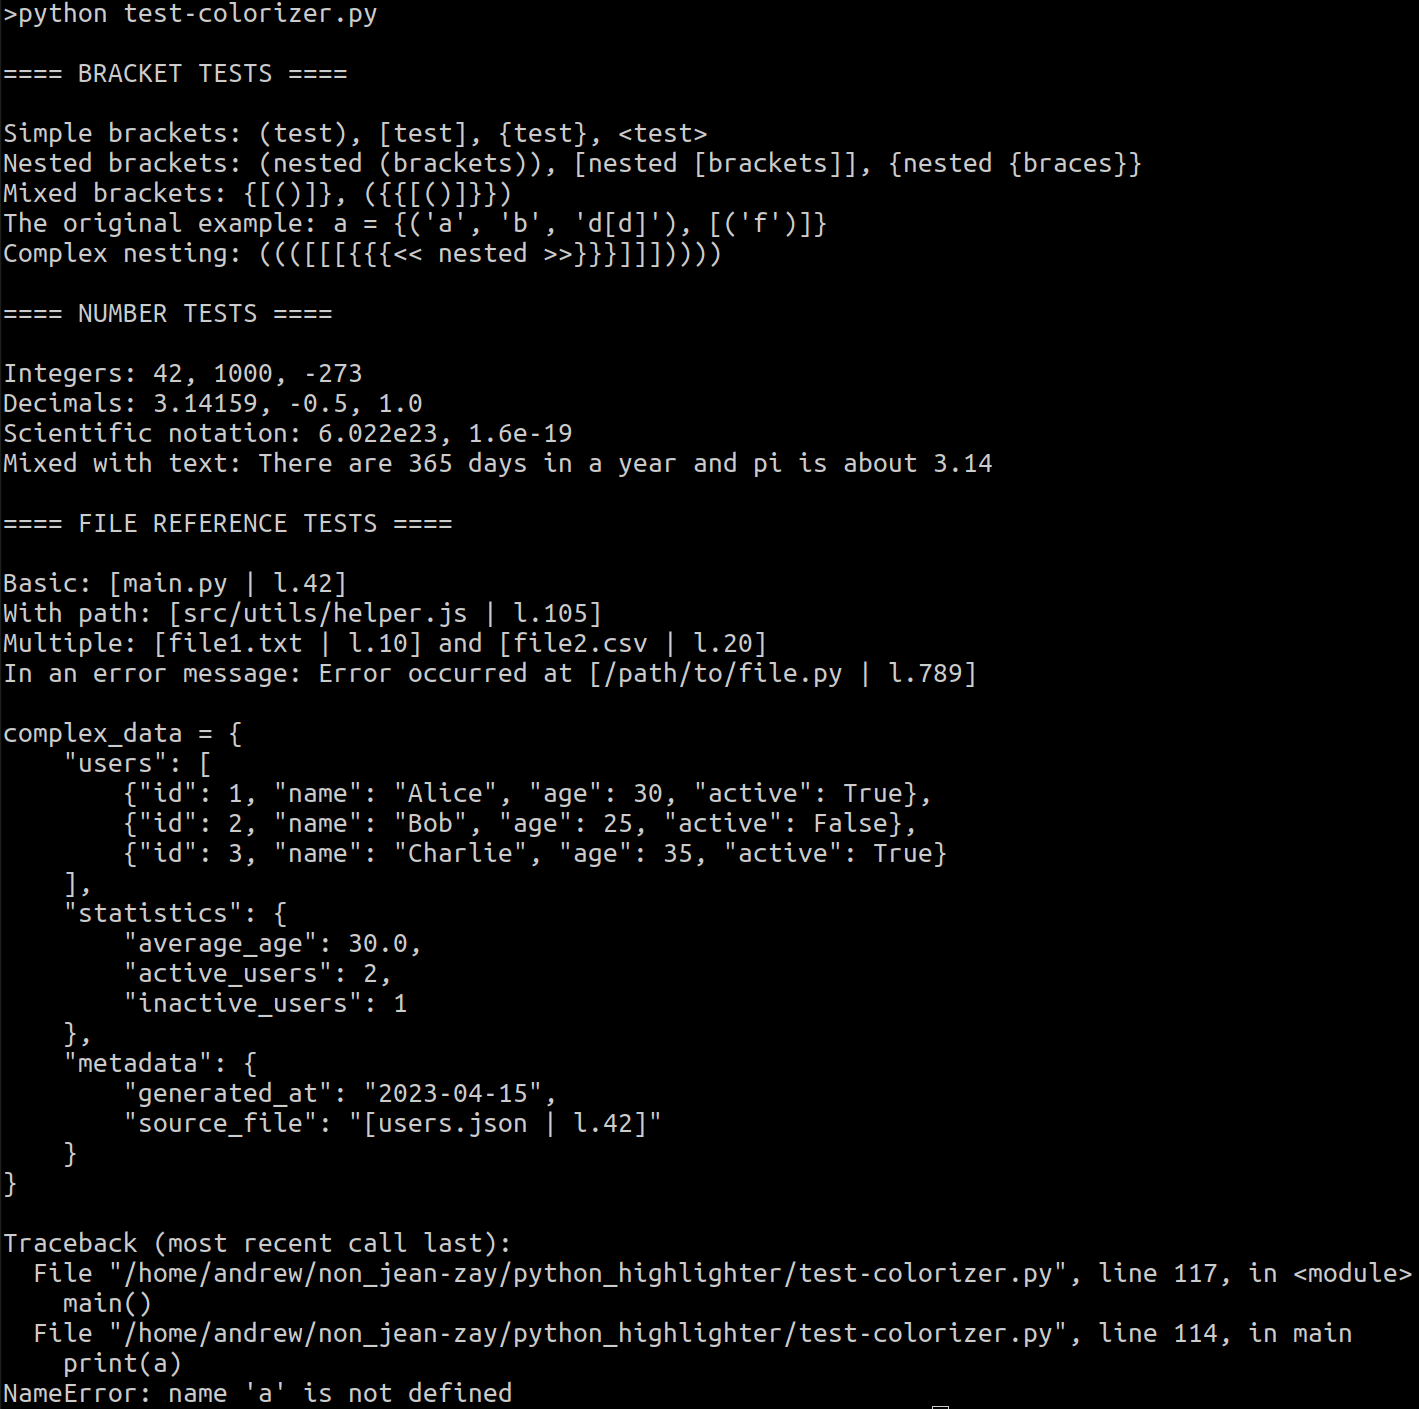 >python test-colorizer.py

==== BRACKET TESTS ====

Simple brackets: (test), [test], {test}, <test>
Nested brackets: (nested (brackets)), [nested [brackets]], {nested {braces}}
Mixed brackets: {[()]}, ({{[()]}})
The original example: a = {('a', 'b', 'd[d]'), [('f')]}
Complex nesting: ((([[[{{{<< nested >>}}}]]]))))

==== NUMBER TESTS ====

Integers: 42, 1000, -273
Decimals: 3.14159, -0.5, 1.0
Scientific notation: 6.022e23, 1.6e-19
Mixed with text: There are 365 days in a year and pi is about 3.14

==== FILE REFERENCE TESTS ====

Basic: [main.py | l.42]
With path: [src/utils/helper.js | l.105]
Multiple: [file1.txt | l.10] and [file2.csv | l.20]
In an error message: Error occurred at [/path/to/file.py | l.789]

complex_data = {
    "users": [
        {"id": 1, "name": "Alice", "age": 30, "active": True},
        {"id": 2, "name": "Bob", "age": 25, "active": False},
        {"id": 3, "name": "Charlie", "age": 35, "active": True}
    ],
    "statistics": {
        "average_age": 30.0,
        "active_users": 2,
        "inactive_users": 1
    },
    "metadata": {
        "generated_at": "2023-04-15",
        "source_file": "[users.json | l.42]"
    }
}

Traceback (most recent call last):
  File "/home/andrew/non_jean-zay/python_highlighter/test-colorizer.py", line 117, in <module>
    main()
  File "/home/andrew/non_jean-zay/python_highlighter/test-colorizer.py", line 114, in main
    print(a)
NameError: name 'a' is not defined